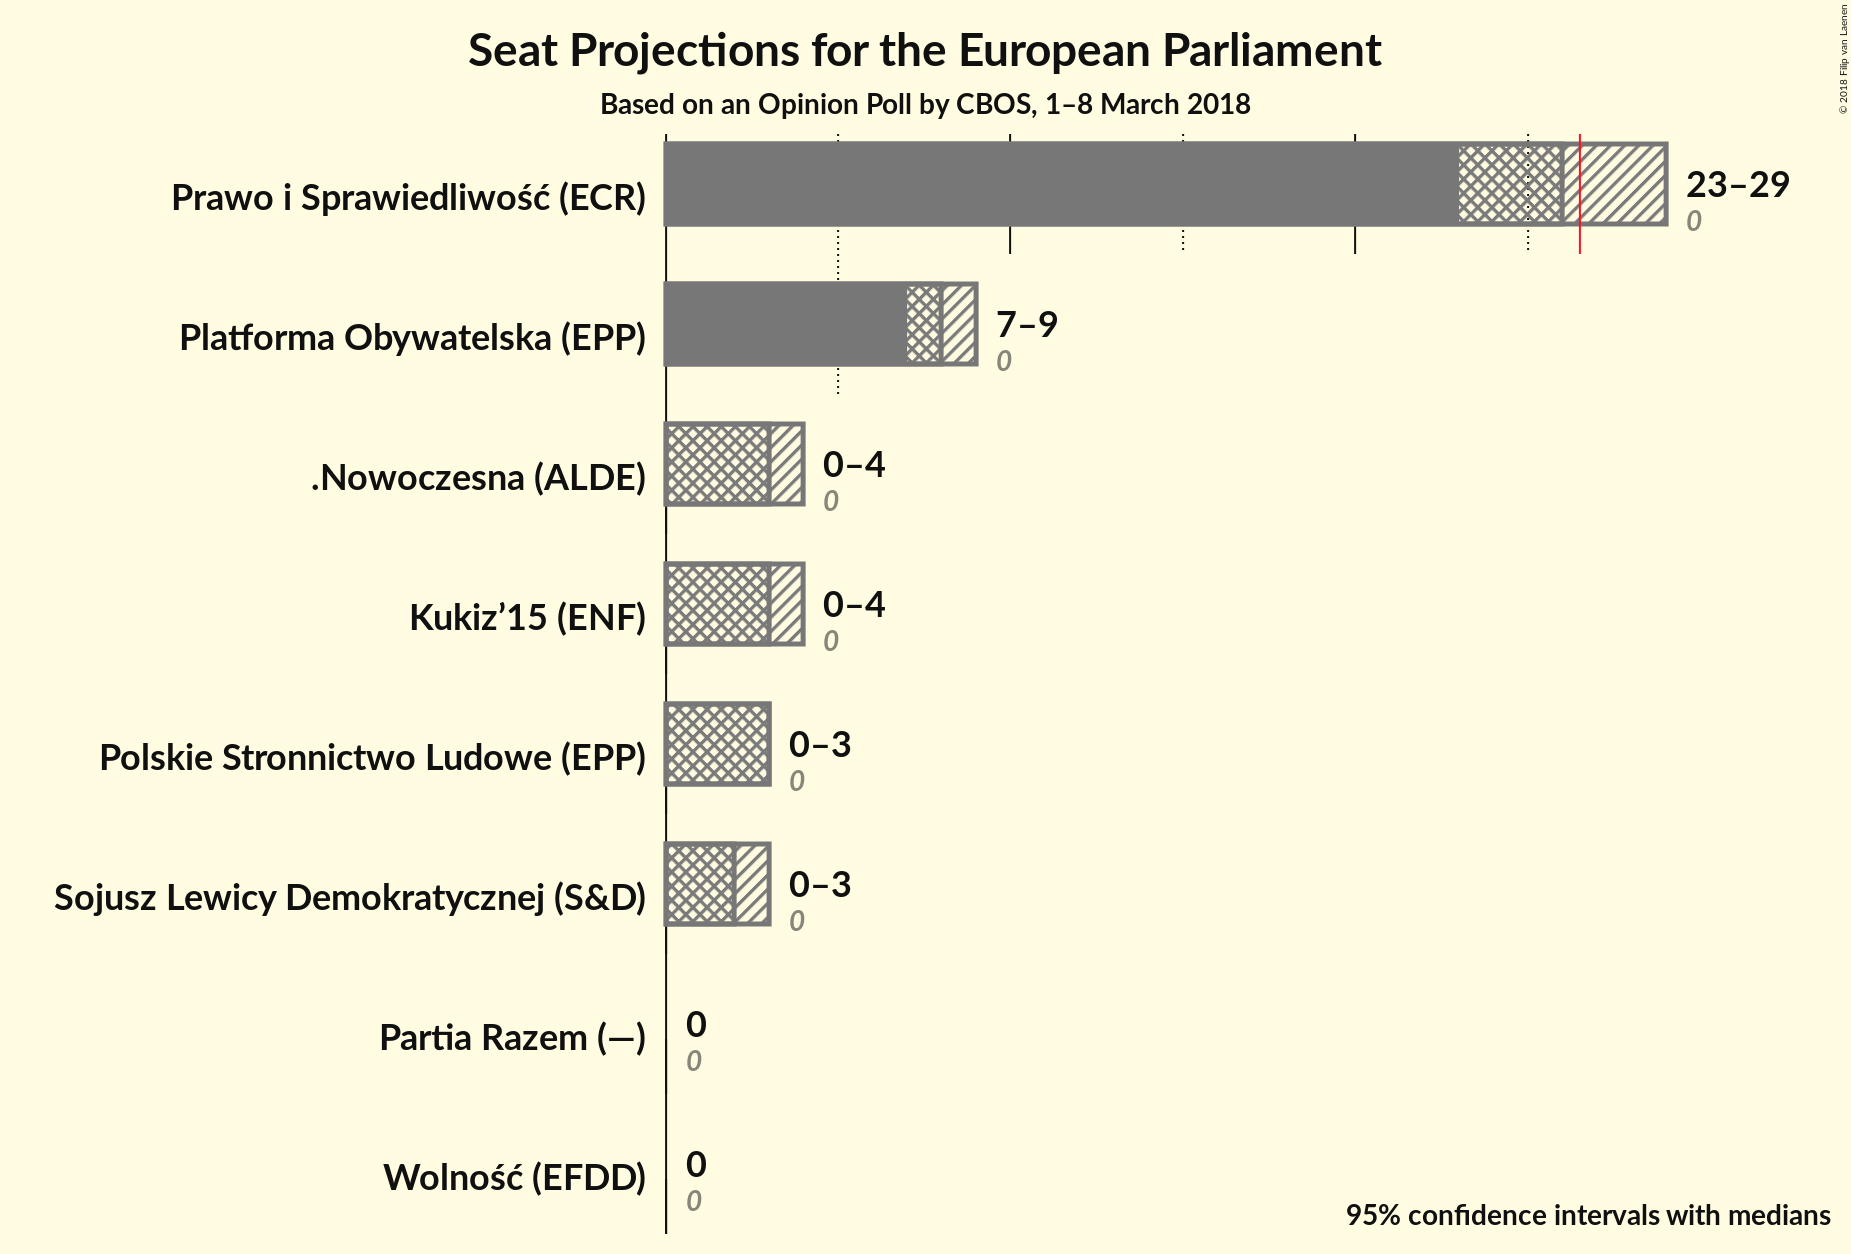 Seat Projections for the European Parliament
Based on an Opinion Poll by CBOS, 1–8 March 2018
© 2018 Filip van Laenen
Prawo i Sprawiedliwość (ECR)
23–29
0
Platforma Obywatelska (EPP)
7–9
0
.Nowoczesna (ALDE)
0–4
0
Kukiz’15 (ENF)
0–4
0
Polskie Stronnictwo Ludowe (EPP)
0–3
0
Sojusz Lewicy Demokratycznej (S&D)
0–3
0
Partia Razem (—)
0
0
Wolność (EFDD)
0
0
95% confidence intervals with medians